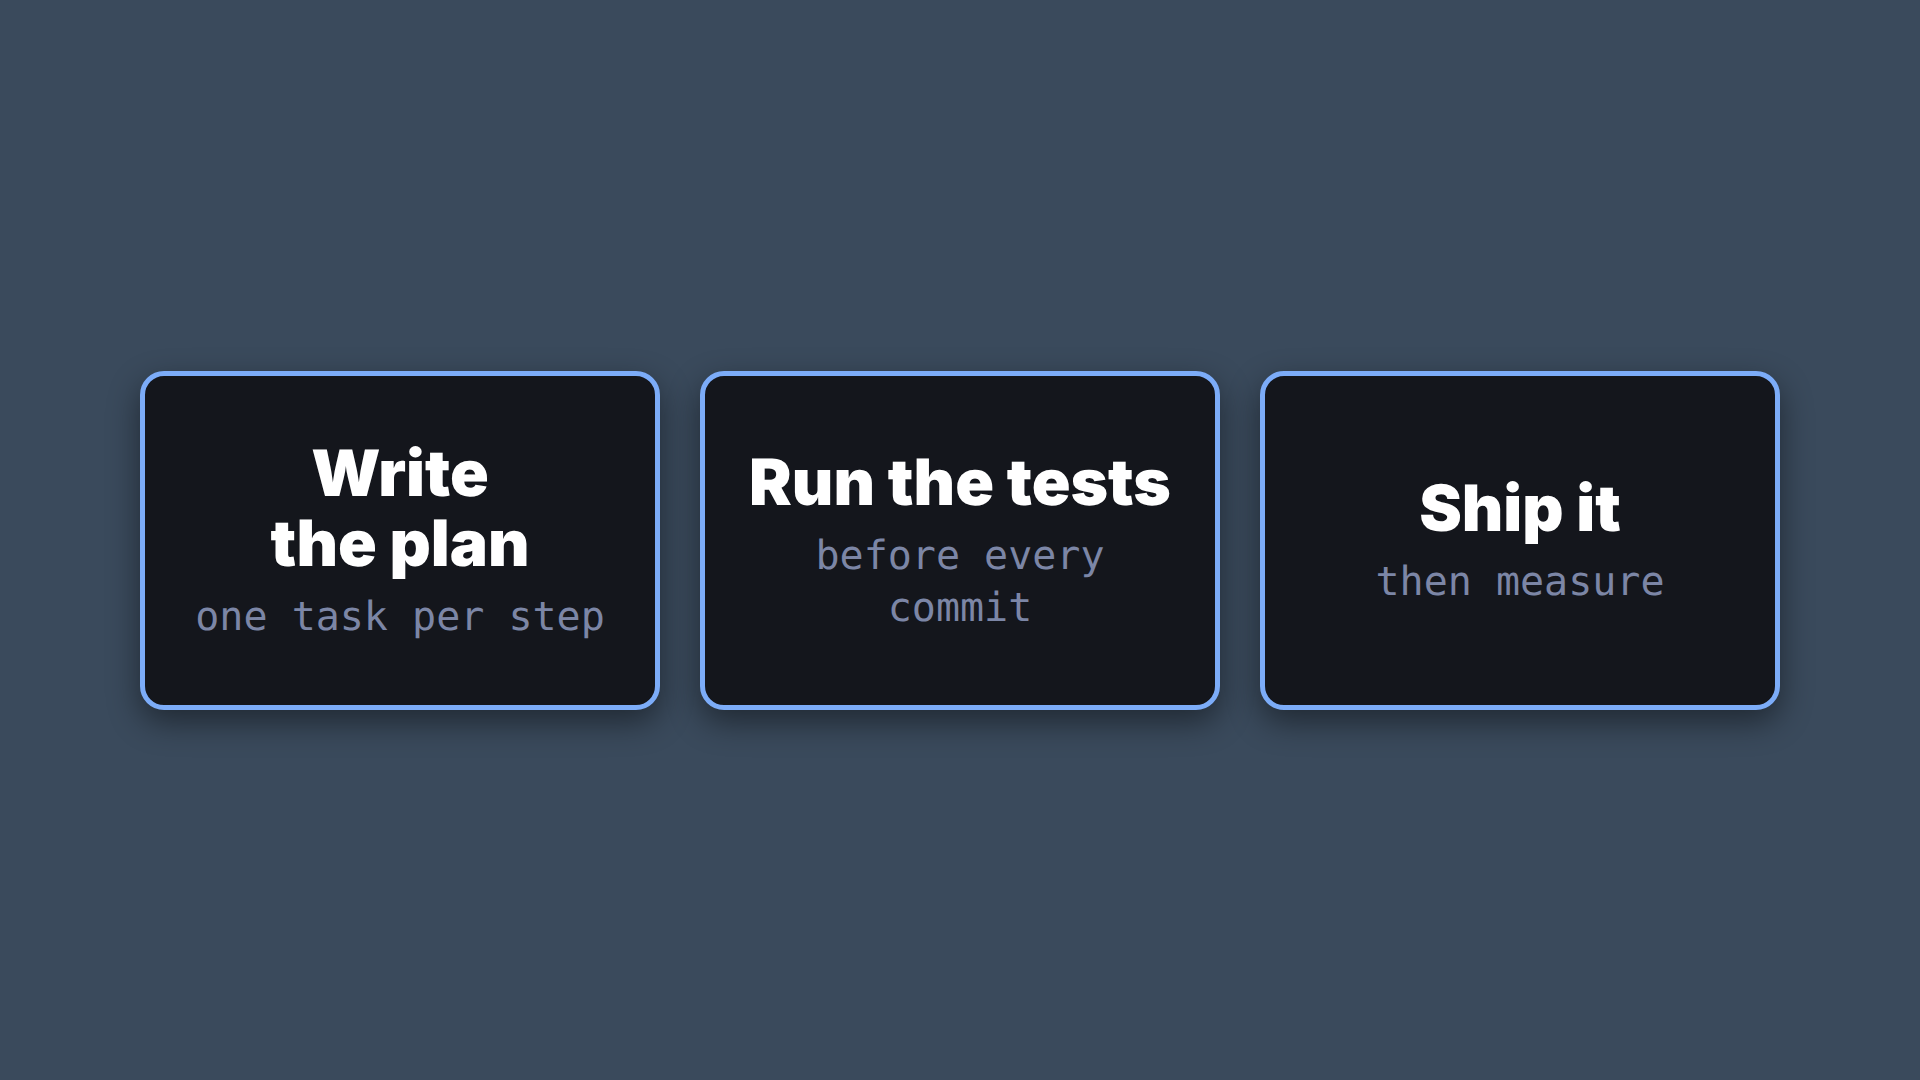 Write
the plan
one task per step
Run the tests
before every
commit
Ship it
then measure